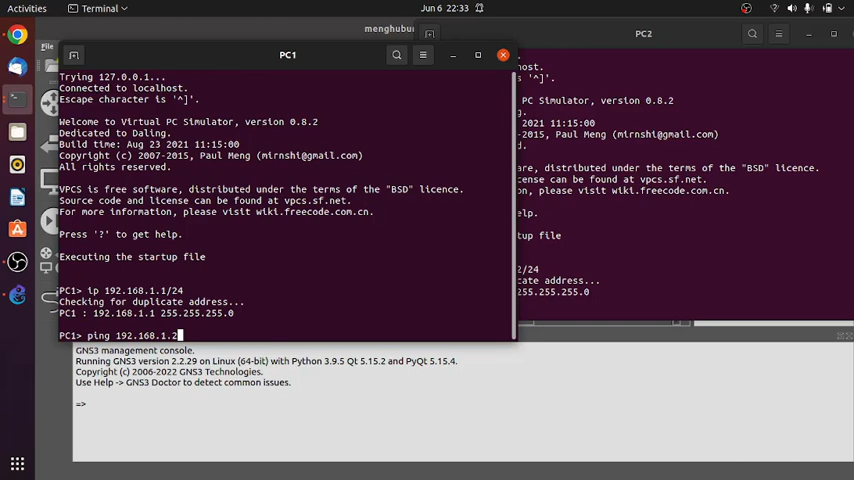 Activities
Terminal
Jun 6 22:33
menghubun
File
PC1
Trying 127.0.0.1...
Connected to localhost.
Escape character is '^]'.
Welcome to Virtual PC Simulator, version 0.8.2
Dedicated to Daling.
Build time: Aug 23 2021 11:15:00
Copyright (c) 2007-2015, Paul Meng (mirnshi@gmail.com)
All rights reserved.
VPCS is free software, distributed under the terms of the "BSD" licence.
Source code and license can be found at vpcs.sf.net.
For more information, please visit wiki.freecode.com.cn.
Press '?' to get help.
Executing the startup file
PC1> ip 192.168.1.1/24
Checking for duplicate address...
PC1 : 192.168.1.1 255.255.255.0
PC1> ping 192.168.1.2
PC2
ost.
'^]'.
PC Simulator, version 0.8.2
g.
2021 11:15:00
-2015, Paul Meng (mirnshi@gmail.com)
d.
ware, distributed under the terms of the "BSD" licence.
cense can be found at vpcs.sf.net.
on, please visit wiki.freecode.com.cn.
elp.
tup file
2/24
cate address...
255.255.255.0
GNS3 management console.
Running GNS3 version 2.2.29 on Linux (64-bit) with Python 3.9.5 Qt 5.15.2 and PyQt 5.15.4.
Copyright (c) 2006-2022 GNS3 Technologies.
Use Help -> GNS3 Doctor to detect common issues.
=>